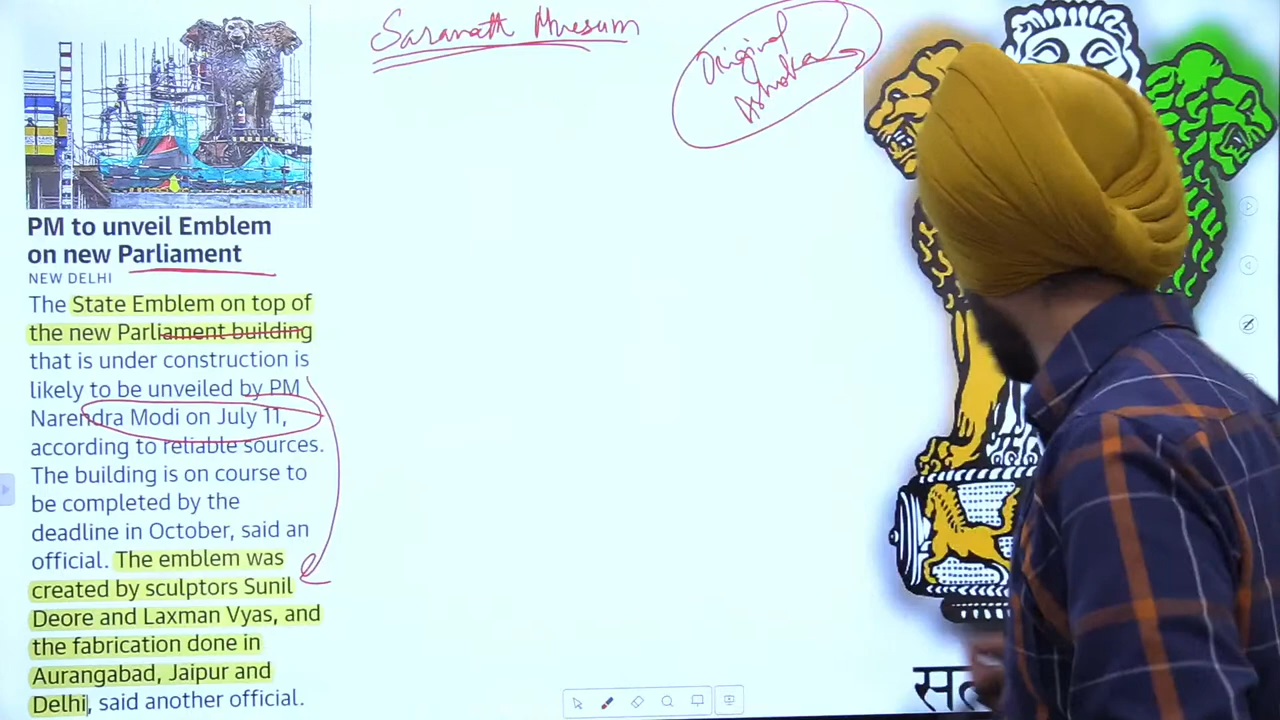 Saranath Muesum
Original
Ashoka
PM to unveil Emblem
on new Parliament
NEW DELHI
The State Emblem on top of
the new Parliament building
that is under construction is
likely to be unveiled by PM
Narendra Modi on July 11,
according to reliable sources.
The building is on course to
be completed by the
deadline in October, said an
official. The emblem was
created by sculptors Sunil
Deore and Laxman Vyas, and
the fabrication done in
Aurangabad, Jaipur and
Delhi, said another official.